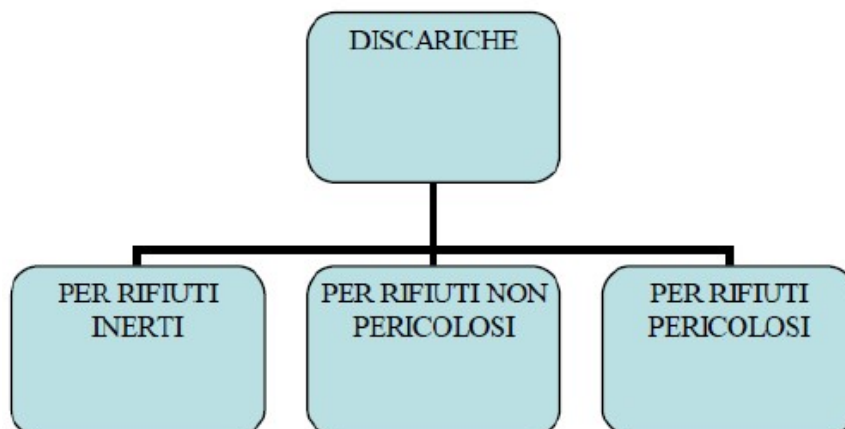 DISCARICHE
PER RIFIUTI
INERTI
PER RIFIUTI NON
PERICOLOSI
PER RIFIUTI
PERICOLOSI